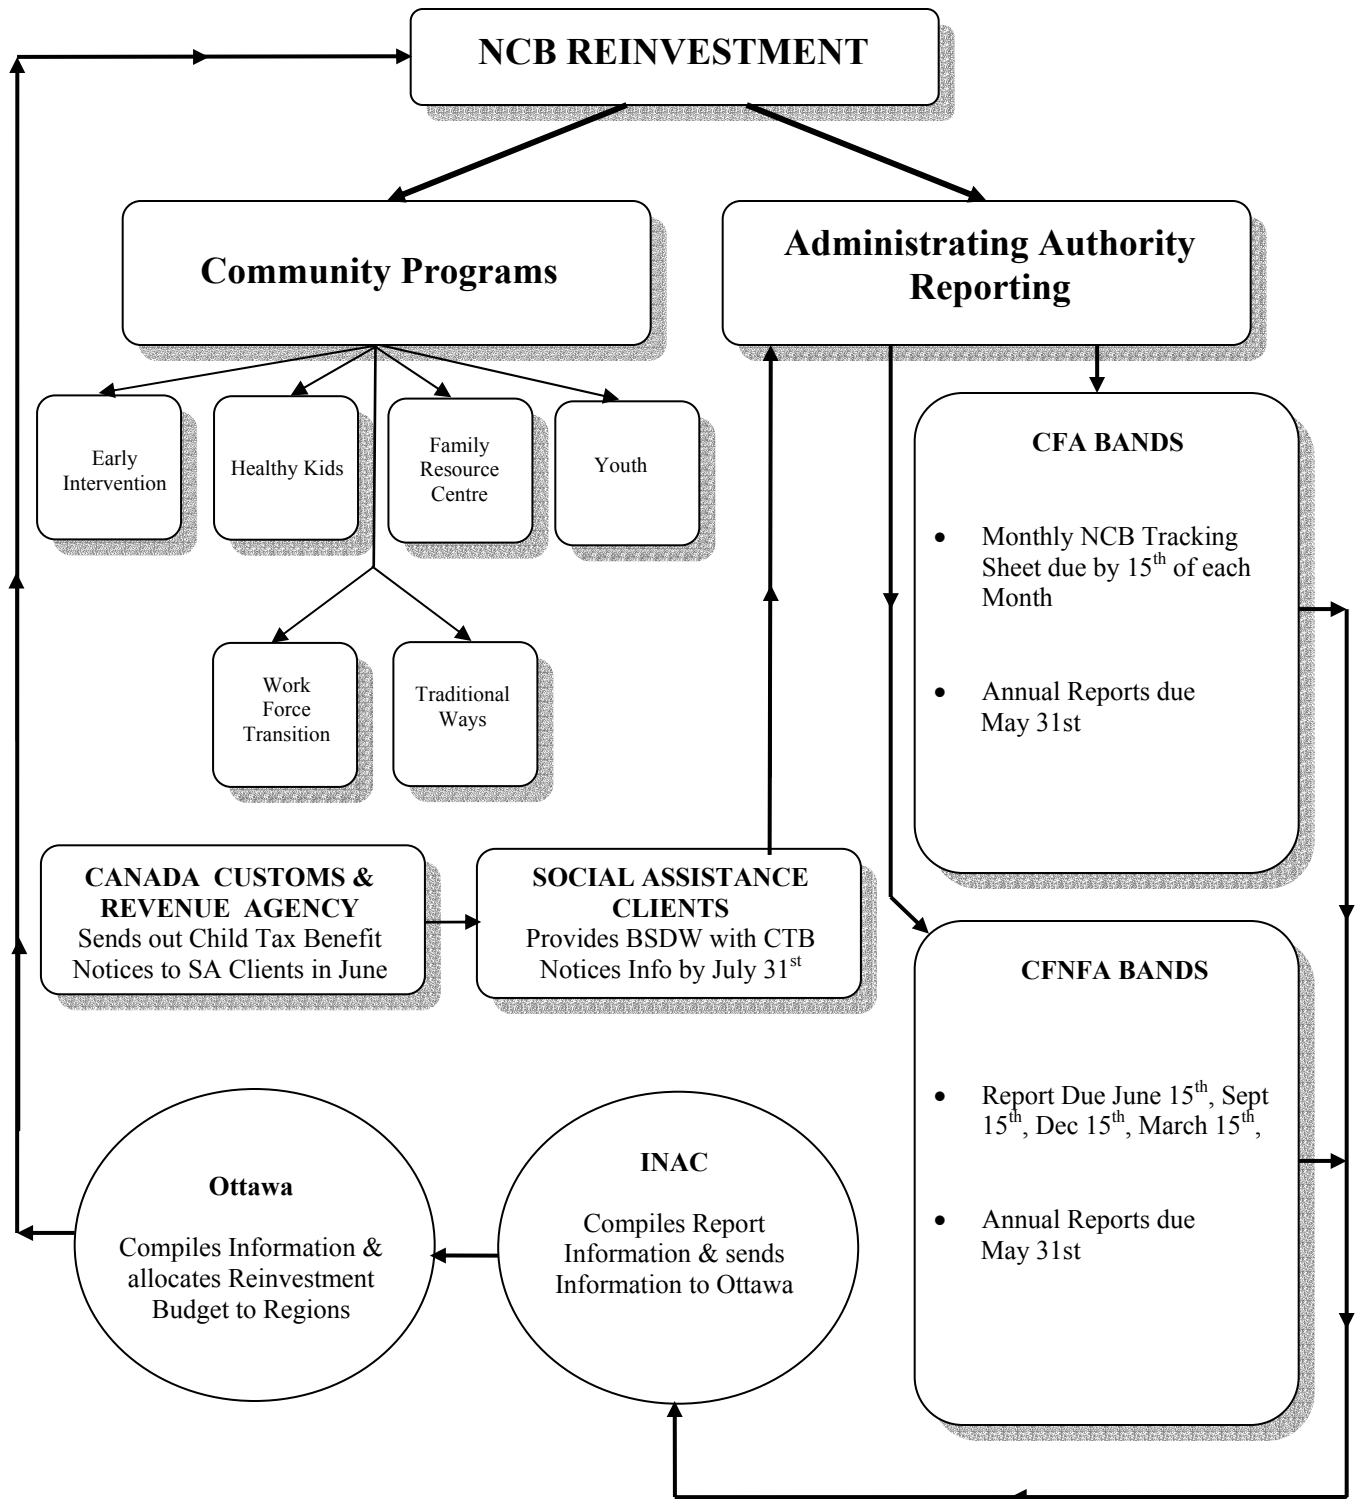 NCB REINVESTMENT
Community Programs
Administrating Authority
Reporting
Early
Intervention
Healthy Kids
Family
Resource
Centre
Youth
Work
Force
Transition
Traditional
Ways
CFA BANDS
• Monthly NCB Tracking
Sheet due by 15th of each
Month
• Annual Reports due
May 31st
CANADA CUSTOMS &
REVENUE AGENCY
Sends out Child Tax Benefit
Notices to SA Clients in June
SOCIAL ASSISTANCE
CLIENTS
Provides BSDW with CTB
Notices Info by July 31st
CFNFA BANDS
• Report Due June 15th, Sept
15th, Dec 15th, March 15th,
• Annual Reports due
May 31st
Ottawa
Compiles Information &
allocates Reinvestment
Budget to Regions
INAC
Compiles Report
Information & sends
Information to Ottawa